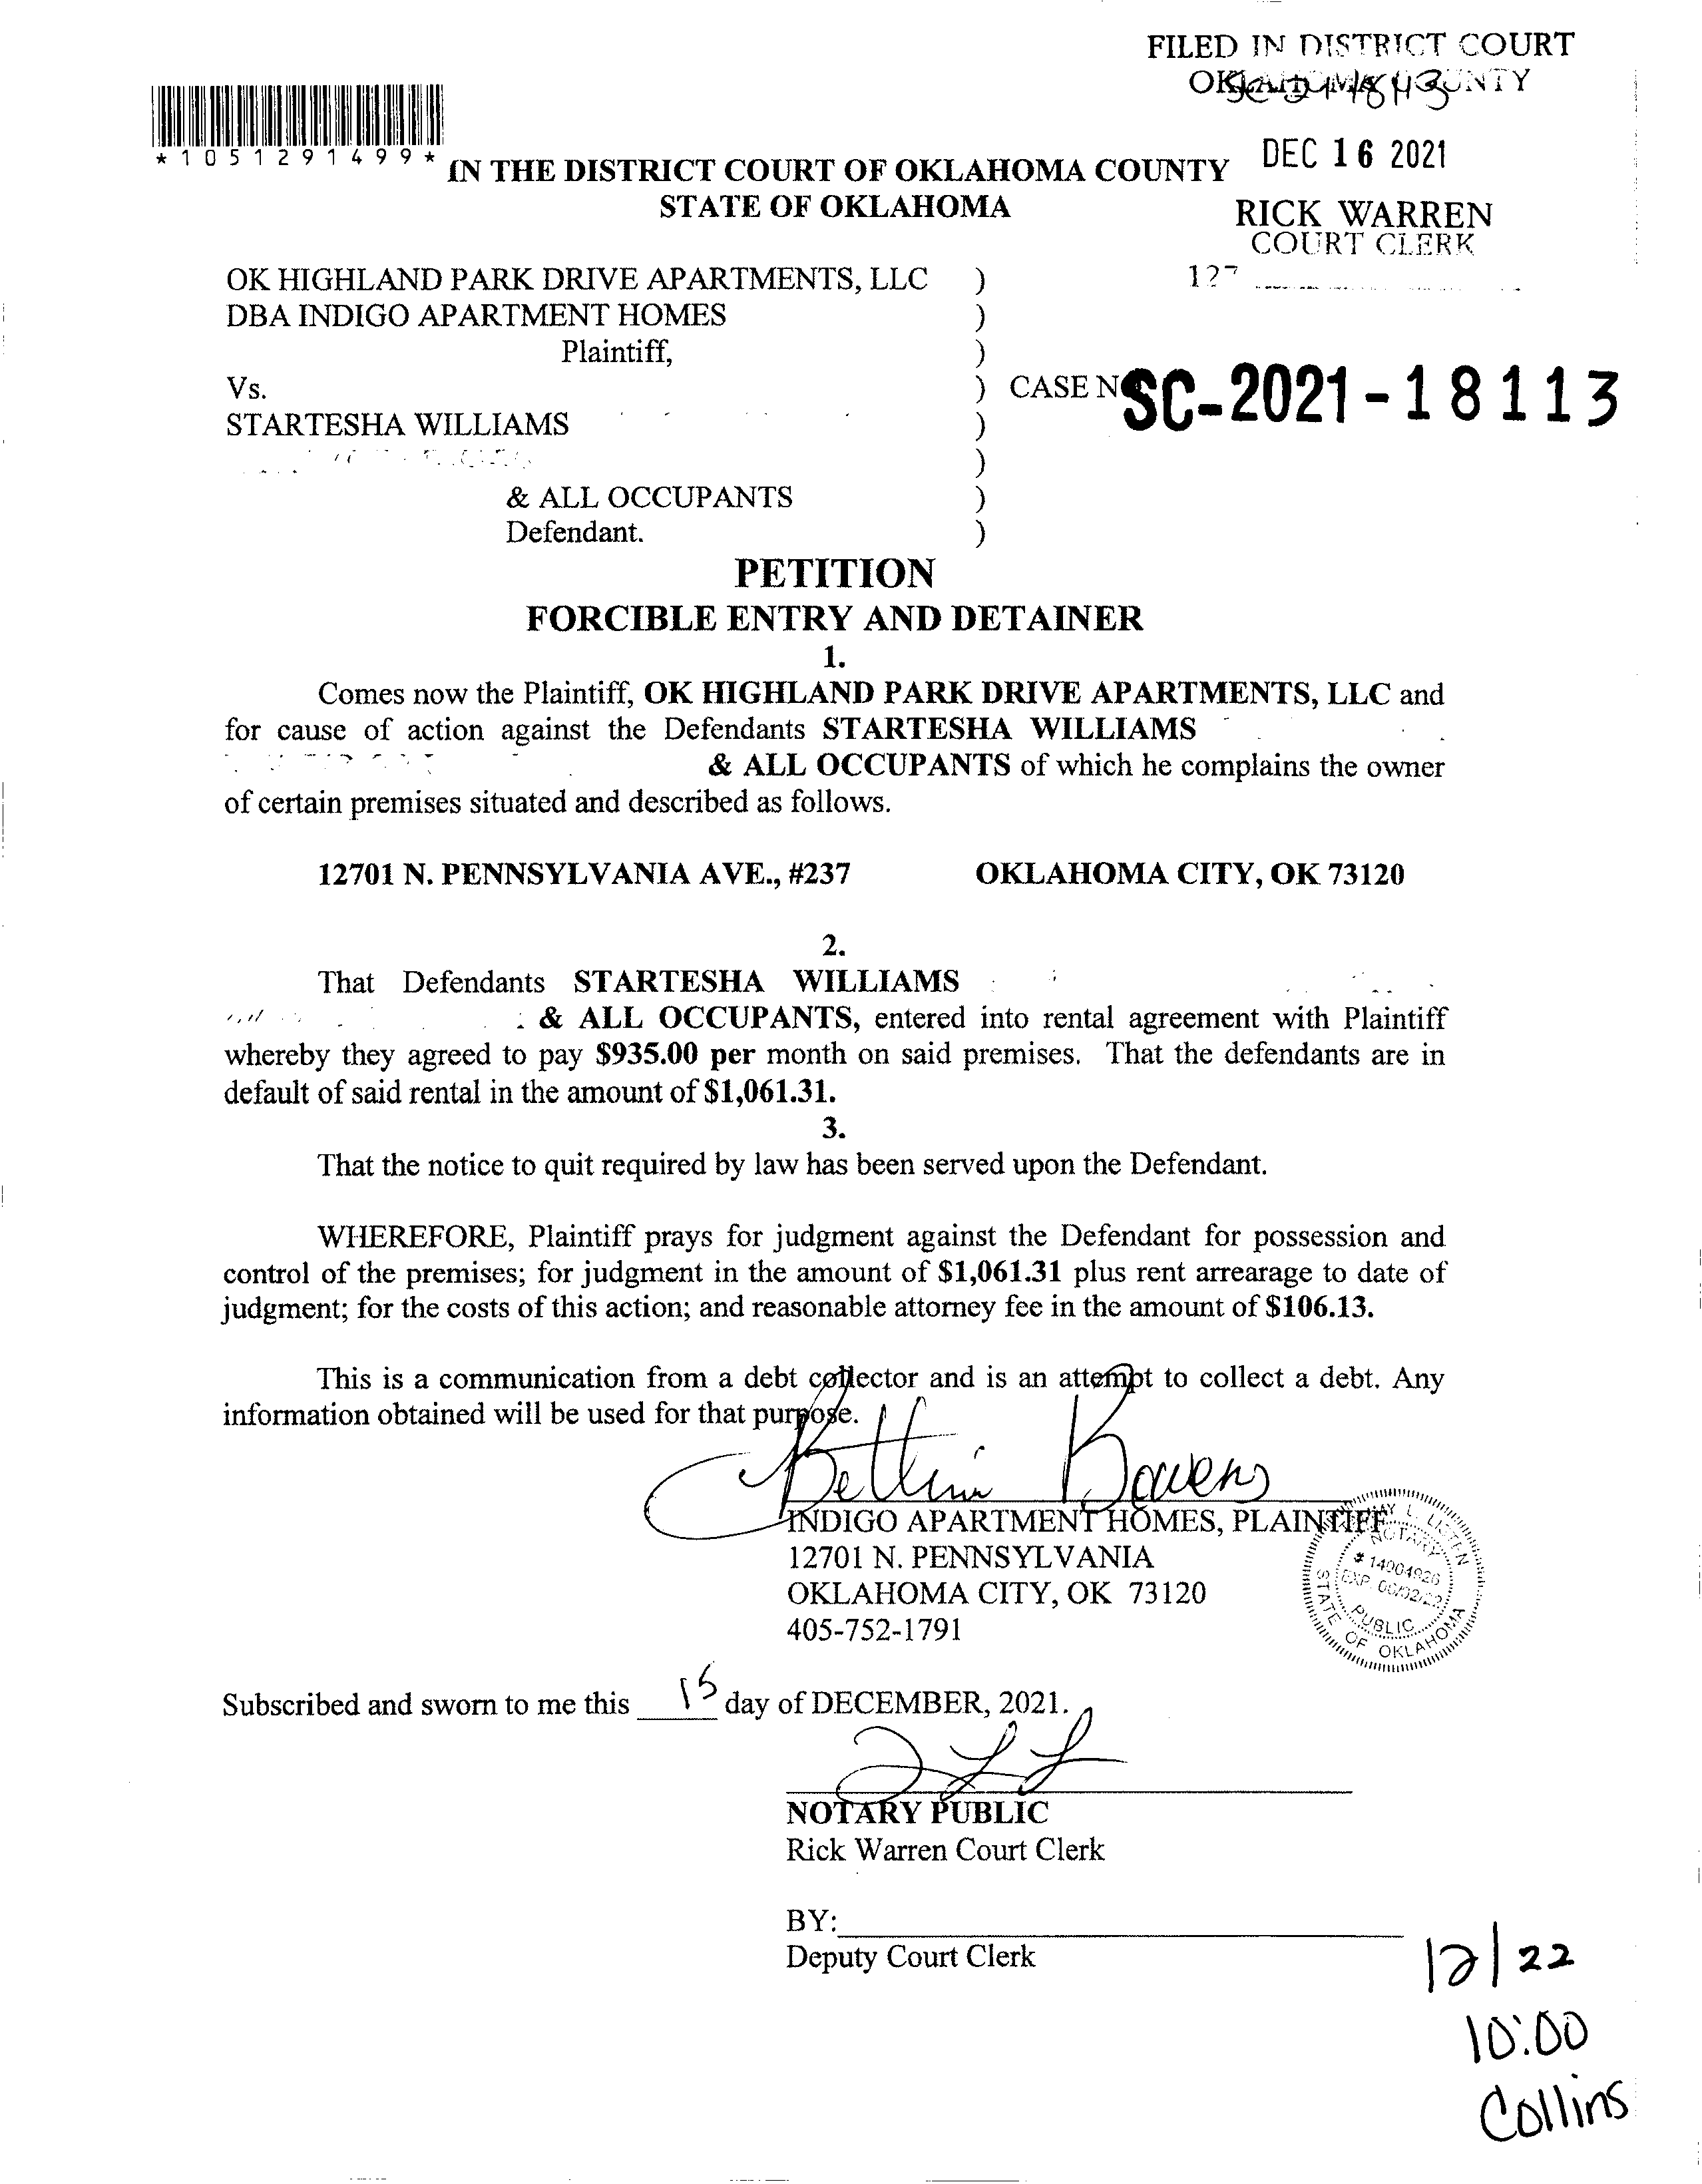 FILED IN DISTRICT COURT
OKLAHOMA COUNTY
*1051291499*
DEC 16 2021
IN THE DISTRICT COURT OF OKLAHOMA COUNTY
STATE OF OKLAHOMA
RICK WARREN
COURT CLERK
127
OK HIGHLAND PARK DRIVE APARTMENTS, LLC )
DBA INDIGO APARTMENT HOMES )
Plaintiff, )
Vs. ) CASE N SC-2021-18113
STARTESHA WILLIAMS )
)
& ALL OCCUPANTS )
Defendant. )
PETITION
FORCIBLE ENTRY AND DETAINER
1.
Comes now the Plaintiff, OK HIGHLAND PARK DRIVE APARTMENTS, LLC and
for cause of action against the Defendants STARTESHA WILLIAMS
& ALL OCCUPANTS of which he complains the owner
of certain premises situated and described as follows.
12701 N. PENNSYLVANIA AVE., #237 OKLAHOMA CITY, OK 73120
2.
That Defendants STARTESHA WILLIAMS
& ALL OCCUPANTS, entered into rental agreement with Plaintiff
whereby they agreed to pay $935.00 per month on said premises. That the defendants are in
default of said rental in the amount of $1,061.31.
3.
That the notice to quit required by law has been served upon the Defendant.
WHEREFORE, Plaintiff prays for judgment against the Defendant for possession and
control of the premises; for judgment in the amount of $1,061.31 plus rent arrearage to date of
judgment; for the costs of this action; and reasonable attorney fee in the amount of $106.13.
This is a communication from a debt collector and is an attempt to collect a debt. Any
information obtained will be used for that purpose.
Bowens
INDIGO APARTMENT HOMES, PLAINTIFF
12701 N. PENNSYLVANIA
OKLAHOMA CITY, OK 73120
405-752-1791
L. LISTEN
NOTARY
# 14004926
PUBLIC
STATE OF OKLAHOMA
Subscribed and sworn to me this 15 day of DECEMBER, 2021.
NOTARY PUBLIC
Rick Warren Court Clerk
BY:
Deputy Court Clerk
12/22
10:00
Collins